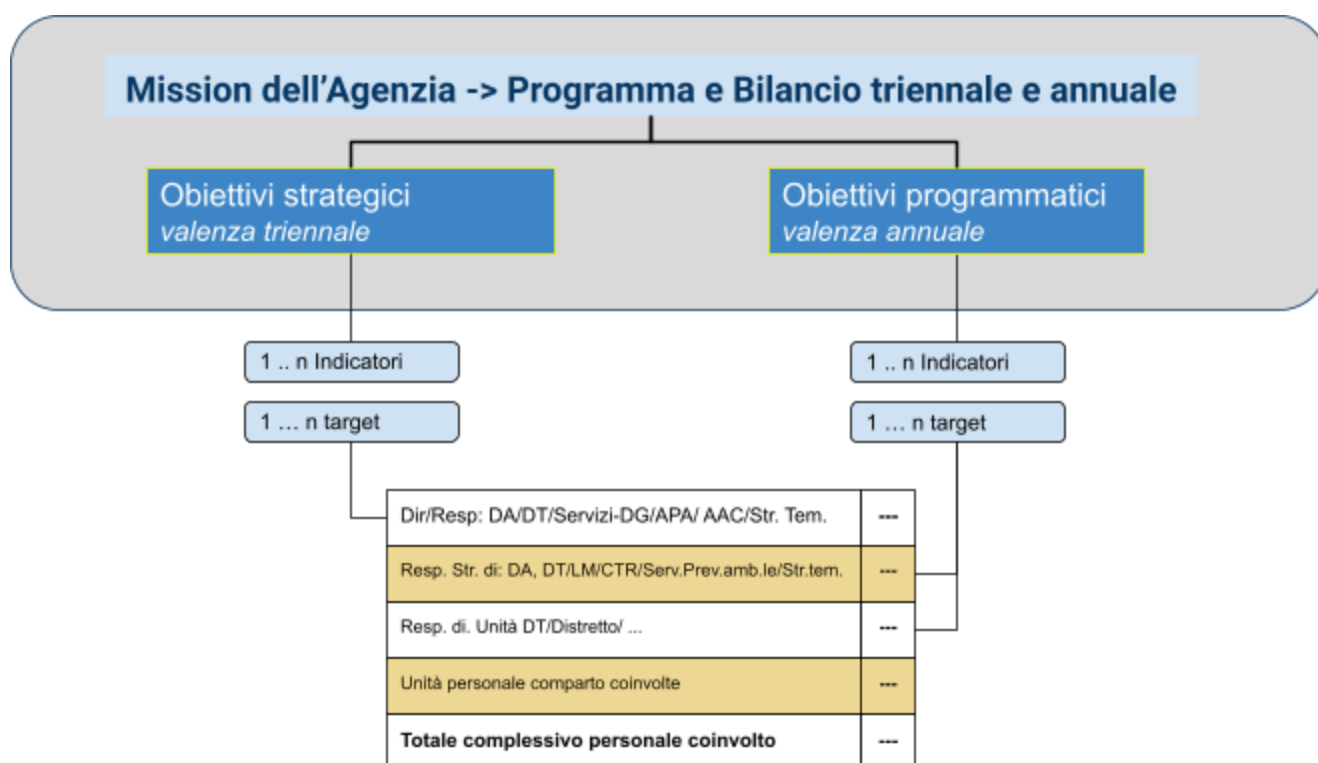 Mission dell’Agenzia -> Programma e Bilancio triennale e annuale
Obiettivi strategici
valenza triennale
Obiettivi programmatici
valenza annuale
1 .. n Indicatori
1 .. n Indicatori
1 … n target
1 … n target
Dir/Resp: DA/DT/Servizi-DG/APA/ AAC/Str. Tem. ---
Resp. Str. di: DA, DT/LM/CTR/Serv.Prev.amb.le/Str.tem. ---
Resp. di. Unità DT/Distretto/ ... ---
Unità personale comparto coinvolte ---
Totale complessivo personale coinvolto ---